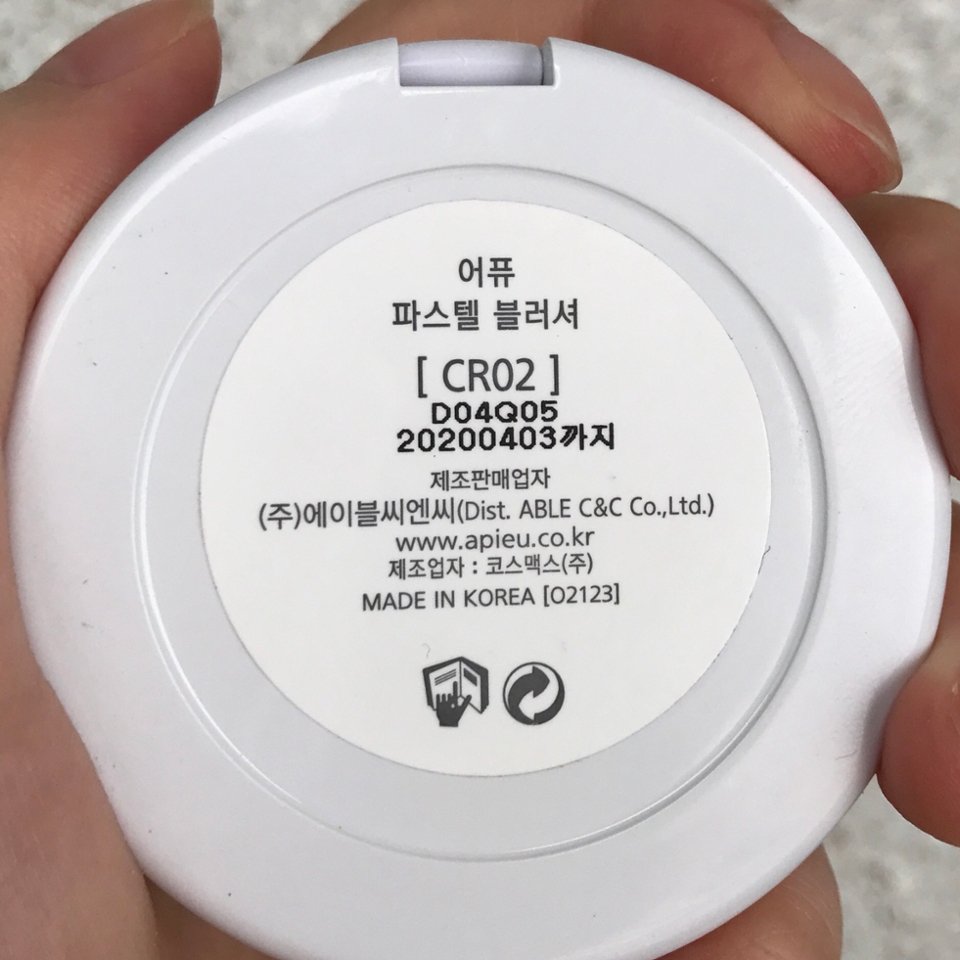 어퓨
파스텔 블러셔
[ CR02 ]
D04Q05
20200403까지
제조판매업자
(주)에이블씨엔씨(Dist. ABLE C&C Co.,Ltd.)
www.apieu.co.kr
제조업자 : 코스맥스(주)
MADE IN KOREA [O2123]